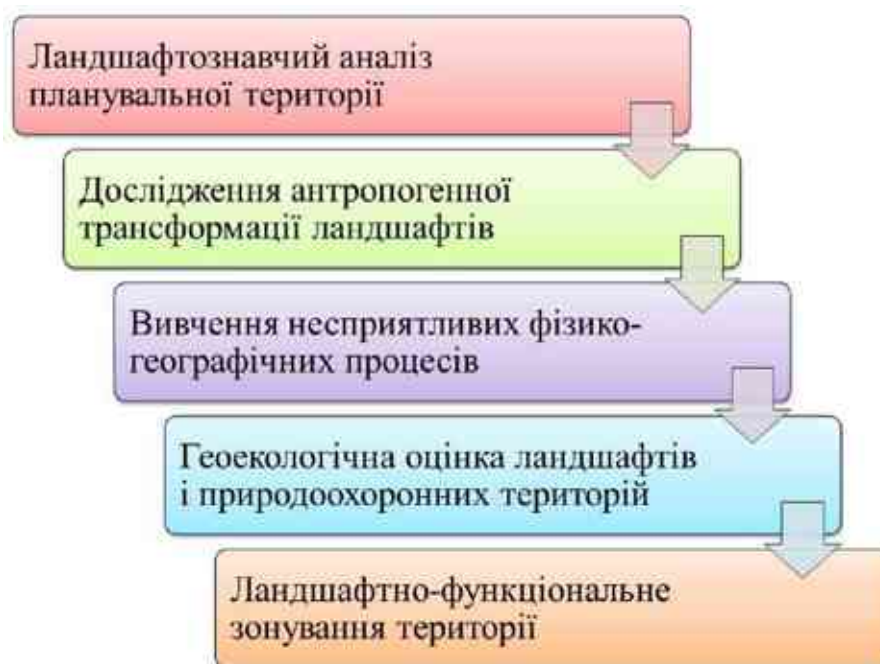 Ландшафтознавчий аналіз
планувальної території
Дослідження антропогенної
трансформації ландшафтів
Вивчення несприятливих фізико-
географічних процесів
Геоекологічна оцінка ландшафтів
і природоохоронних територій
Ландшафтно-функціональне
зонування території